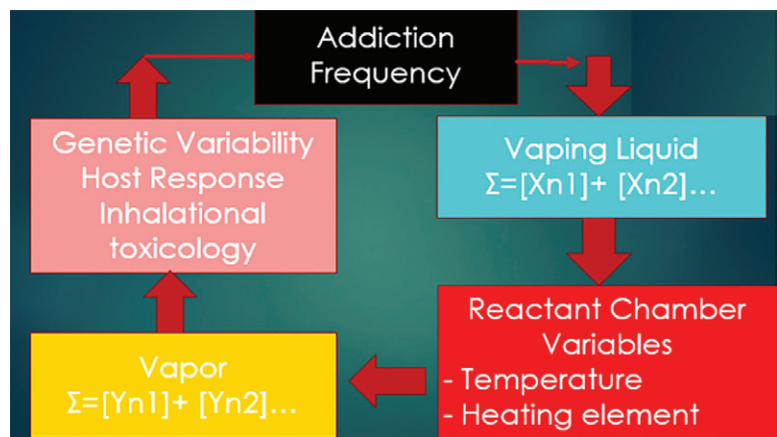 Addiction
Frequency
Genetic Variability
Host Response
Inhalational
toxicology
Vaping Liquid
Σ=[Xn1]+ [Xn2]...
Reactant Chamber
Variables
- Temperature
- Heating element
Vapor
Σ=[Yn1]+ [Yn2]...